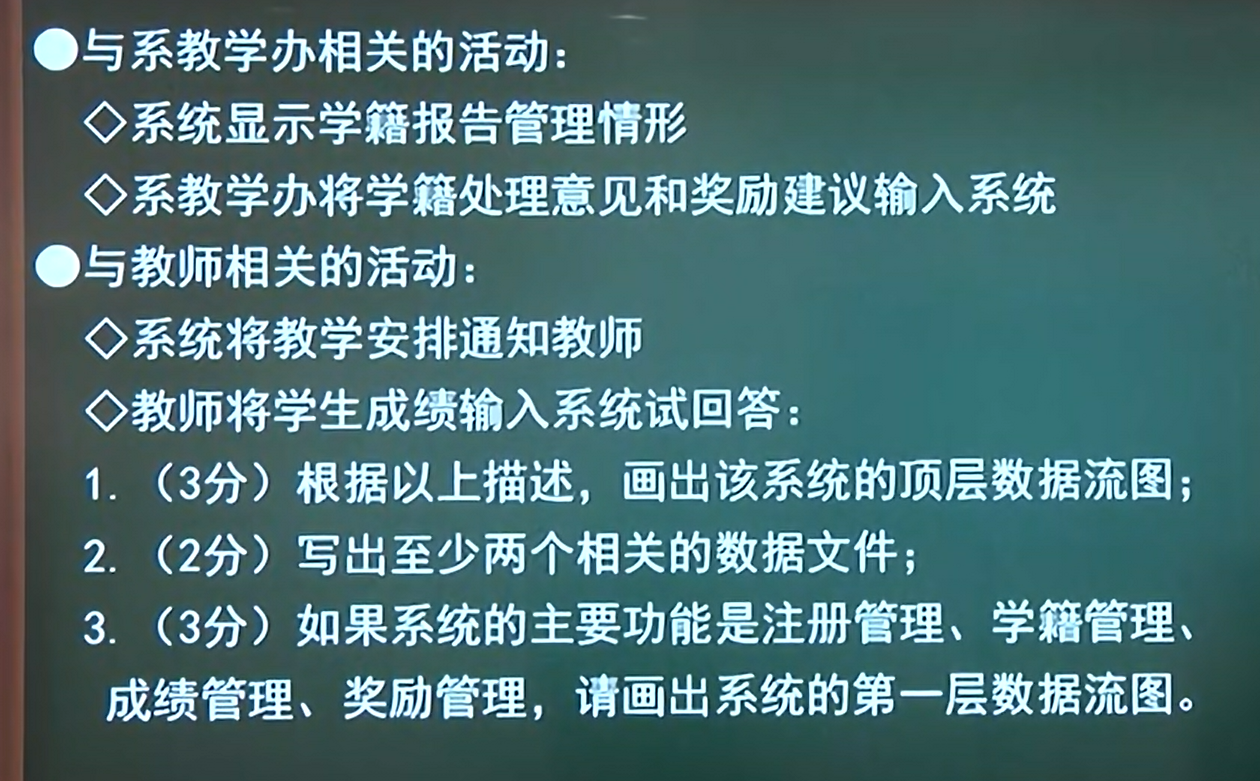 ●与系教学办相关的活动：
◇系统显示学籍报告管理情形
◇系教学办将学籍处理意见和奖励建议输入系统
●与教师相关的活动：
◇系统将教学安排通知教师
◇教师将学生成绩输入系统试回答：
1. （3分）根据以上描述，画出该系统的顶层数据流图；
2. （2分）写出至少两个相关的数据文件；
3. （3分）如果系统的主要功能是注册管理、学籍管理、
成绩管理、奖励管理，请画出系统的第一层数据流图。